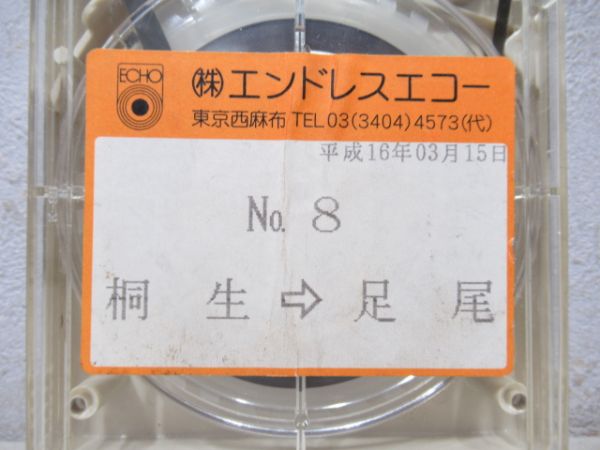 ECHO
㈱エンドレスエコー
東京西麻布 TEL 03(3404)4573(代)
平成16年03月15日
No. 8
桐 生 ⇨ 足 尾